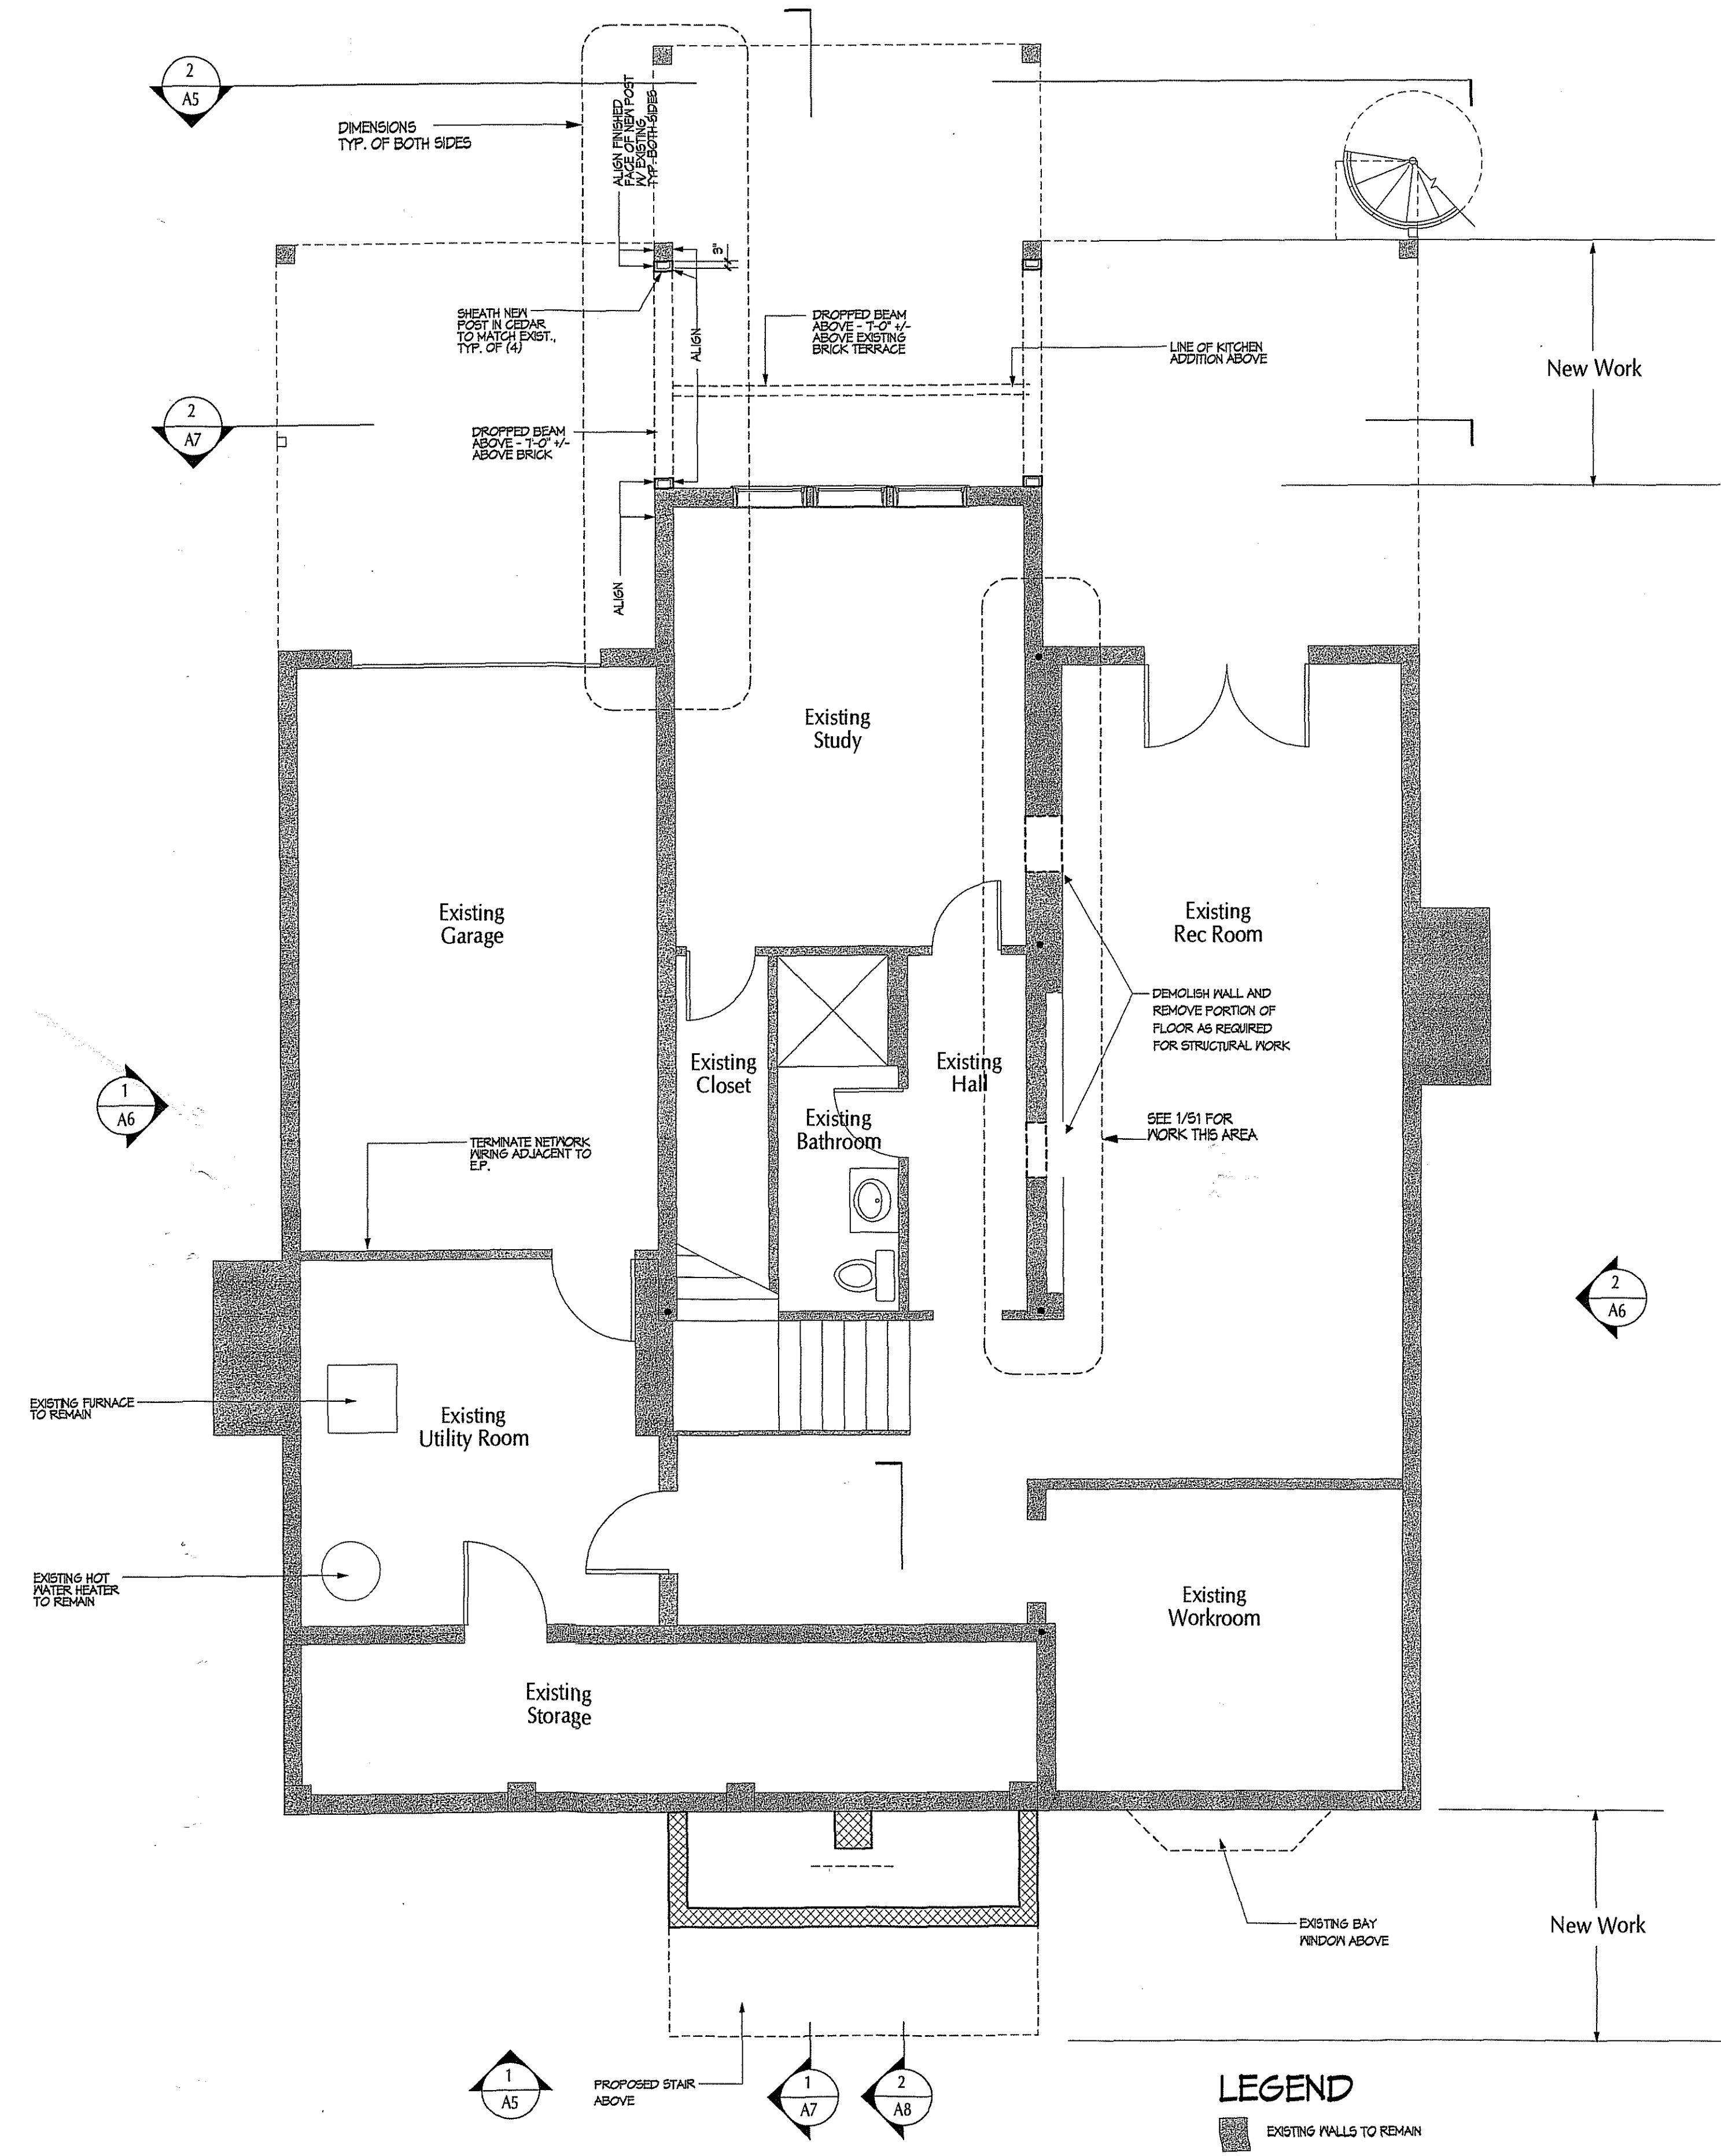 2
A5
DIMENSIONS
TYP. OF BOTH SIDES
ALIGN FINISHED
FACE OF NEW POST
W/ EXISTING
TYP. BOTH SIDES
3"
SHEATH NEW
POST IN CEDAR
TO MATCH EXIST.,
TYP. OF (4)
ALIGN
DROPPED BEAM
ABOVE - 7'-0" +/-
ABOVE EXISTING
BRICK TERRACE
LINE OF KITCHEN
ADDITION ABOVE
New Work
2
A7
DROPPED BEAM
ABOVE - 7'-0" +/-
ABOVE BRICK
ALIGN
Existing
Study
Existing
Garage
Existing
Rec Room
DEMOLISH WALL AND
REMOVE PORTION OF
FLOOR AS REQUIRED
FOR STRUCTURAL WORK
Existing
Closet
Existing
Hall
1
A6
Existing
Bathroom
SEE 1/S1 FOR
WORK THIS AREA
TERMINATE NETWORK
WIRING ADJACENT TO
E.P.
2
A6
EXISTING FURNACE
TO REMAIN
Existing
Utility Room
EXISTING HOT
WATER HEATER
TO REMAIN
Existing
Workroom
Existing
Storage
EXISTING BAY
WINDOW ABOVE
New Work
1
A5
PROPOSED STAIR
ABOVE
1
A7
2
A8
LEGEND
EXISTING WALLS TO REMAIN